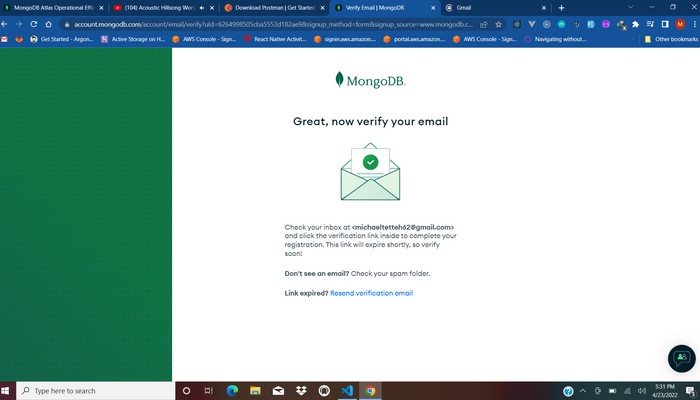 MongoDB Atlas Operational Effi
(104) Acoustic Hillsong Wor
Download Postman | Get Started
Verify Email | MongoDB
Gmail
account.mongodb.com/account/email/verify?uId=
signup_method=form&signup_source=www.mongodb.c...
Get Started - Argon...
Active Storage on H...
AWS Console - Sign...
React Native Activit...
signin.aws.amazon....
portal.aws.amazon....
AWS Console - Sign...
Navigating without...
Other bookmarks
MongoDB.
Great, now verify your email
Check your inbox at <michaeltetteh62@gmail.com>
and click the verification link inside to complete your
registration. This link will expire shortly, so verify
soon!
Don't see an email? Check your spam folder.
Link expired? Resend verification email
Type here to search
5:31 PM
4/23/2022